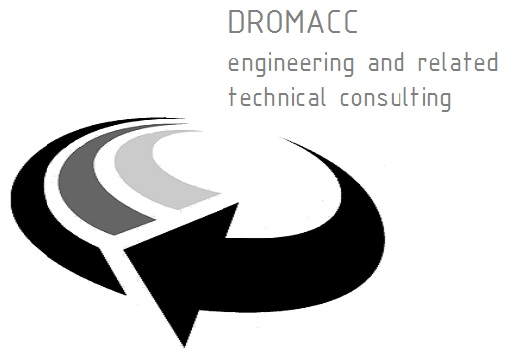 DROMACC
engineering and related
technical consulting